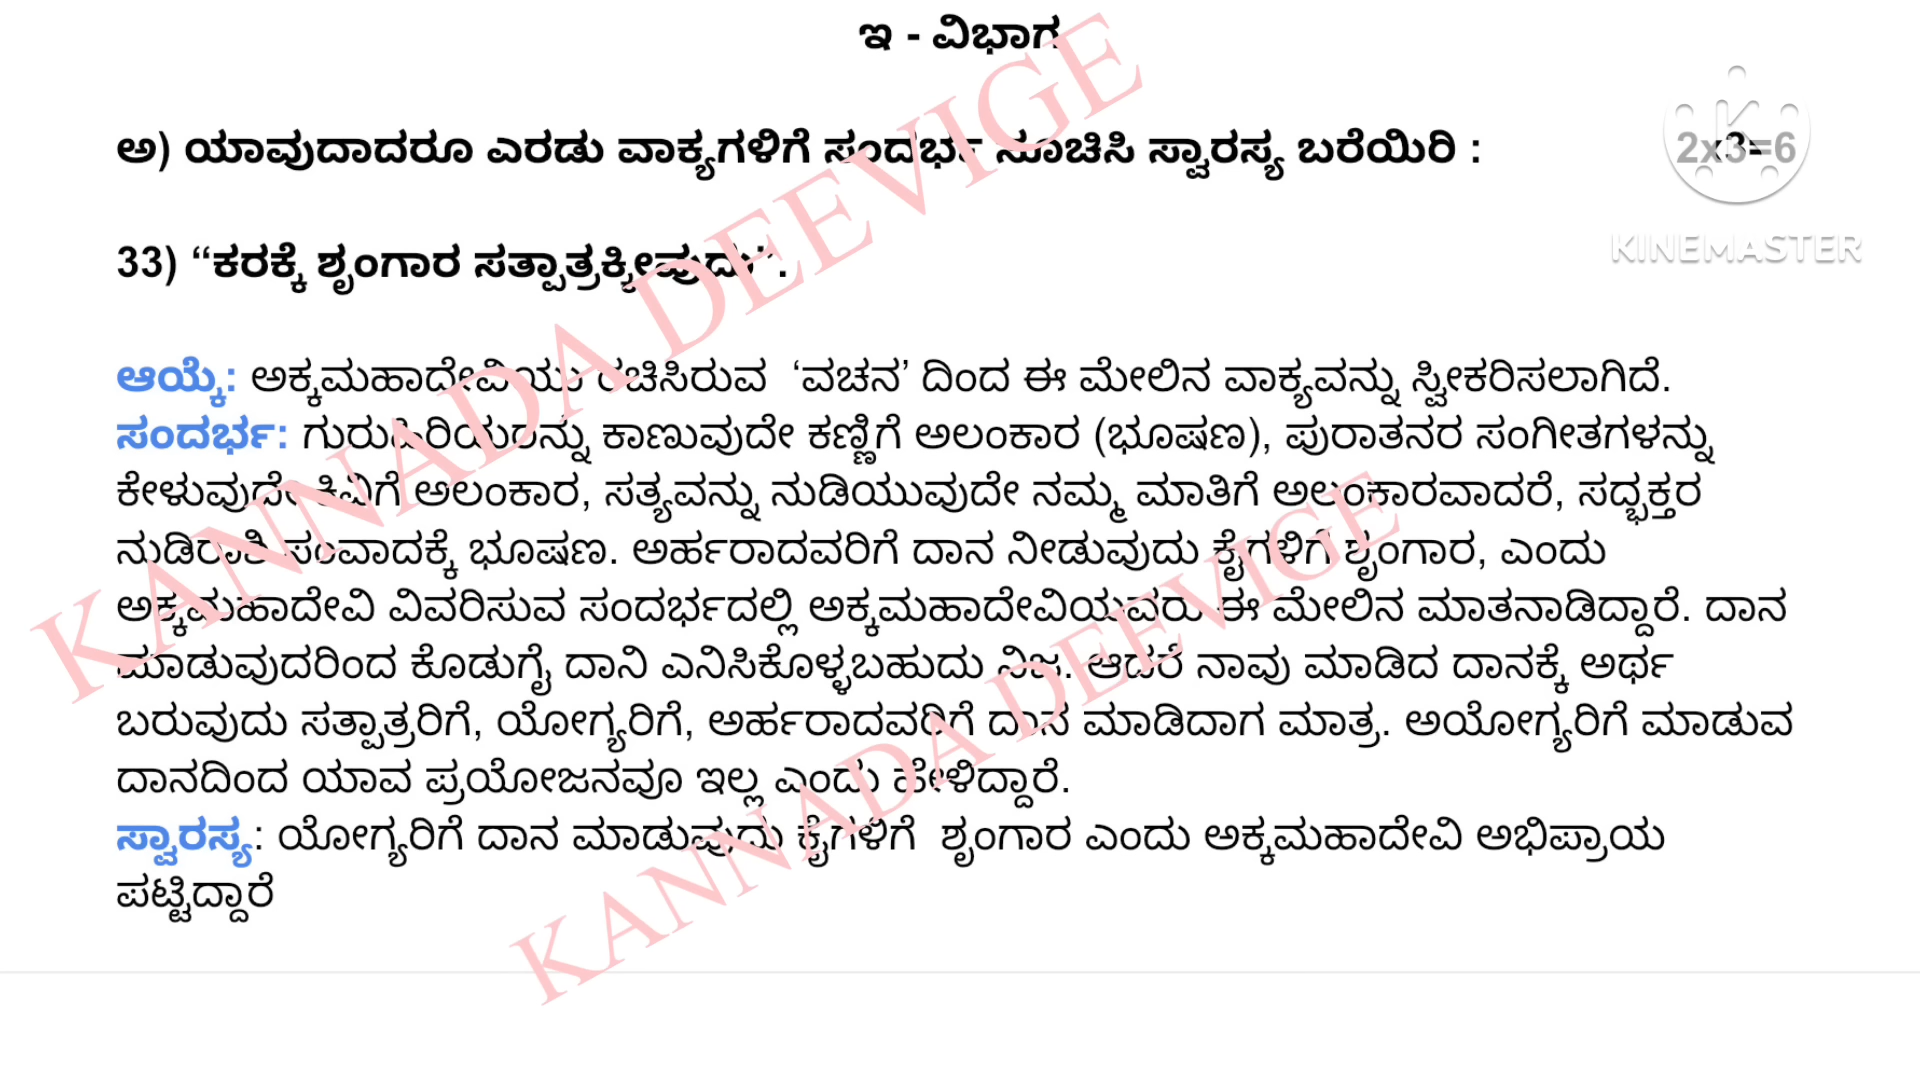 ಇ - ವಿಭಾಗ
ಅ) ಯಾವುದಾದರೂ ಎರಡು ವಾಕ್ಯಗಳಿಗೆ ಸಂದರ್ಭ ಸೂಚಿಸಿ ಸ್ವಾರಸ್ಯ ಬರೆಯಿರಿ : 2x3=6
KINEMASTER
33) “ಕರಕ್ಕೆ ಶೃಂಗಾರ ಸತ್ಪಾತ್ರಕ್ಕೀವುದು”.
ಆಯ್ಕೆ: ಅಕ್ಕಮಹಾದೇವಿಯು ರಚಿಸಿರುವ ‘ವಚನ’ ದಿಂದ ಈ ಮೇಲಿನ ವಾಕ್ಯವನ್ನು ಸ್ವೀಕರಿಸಲಾಗಿದೆ.
ಸಂದರ್ಭ: ಗುರುಹಿರಿಯರನ್ನು ಕಾಣುವುದೇ ಕಣ್ಣಿಗೆ ಅಲಂಕಾರ (ಭೂಷಣ), ಪುರಾತನರ ಸಂಗೀತಗಳನ್ನು
ಕೇಳುವುದೇ ಕಿವಿಗೆ ಅಲಂಕಾರ, ಸತ್ಯವನ್ನು ನುಡಿಯುವುದೇ ನಮ್ಮ ಮಾತಿಗೆ ಅಲಂಕಾರವಾದರೆ, ಸದ್ಭಕ್ತರ
ನುಡಿಗಡಣ ಸಂವಾದಕ್ಕೆ ಭೂಷಣ. ಅರ್ಹರಾದವರಿಗೆ ದಾನ ನೀಡುವುದು ಕೈಗಳಿಗೆ ಶೃಂಗಾರ, ಎಂದು
ಅಕ್ಕಮಹಾದೇವಿ ವಿವರಿಸುವ ಸಂದರ್ಭದಲ್ಲಿ ಅಕ್ಕಮಹಾದೇವಿಯವರು ಈ ಮೇಲಿನ ಮಾತನಾಡಿದ್ದಾರೆ. ದಾನ
ಮಾಡುವುದರಿಂದ ಕೊಡುಗೈ ದಾನಿ ಎನಿಸಿಕೊಳ್ಳಬಹುದು ನಿಜ. ಆದರೆ ನಾವು ಮಾಡಿದ ದಾನಕ್ಕೆ ಅರ್ಥ
ಬರುವುದು ಸತ್ಪಾತ್ರರಿಗೆ, ಯೋಗ್ಯರಿಗೆ, ಅರ್ಹರಾದವರಿಗೆ ದಾನ ಮಾಡಿದಾಗ ಮಾತ್ರ. ಅಯೋಗ್ಯರಿಗೆ ಮಾಡುವ
ದಾನದಿಂದ ಯಾವ ಪ್ರಯೋಜನವೂ ಇಲ್ಲ ಎಂದು ಹೇಳಿದ್ದಾರೆ.
ಸ್ವಾರಸ್ಯ: ಯೋಗ್ಯರಿಗೆ ದಾನ ಮಾಡುವುದು ಕೈಗಳಿಗೆ ಶೃಂಗಾರ ಎಂದು ಅಕ್ಕಮಹಾದೇವಿ ಅಭಿಪ್ರಾಯ
ಪಟ್ಟಿದ್ದಾರೆ
KANNADA DEEVIGE
KANNADA DEEVIGE